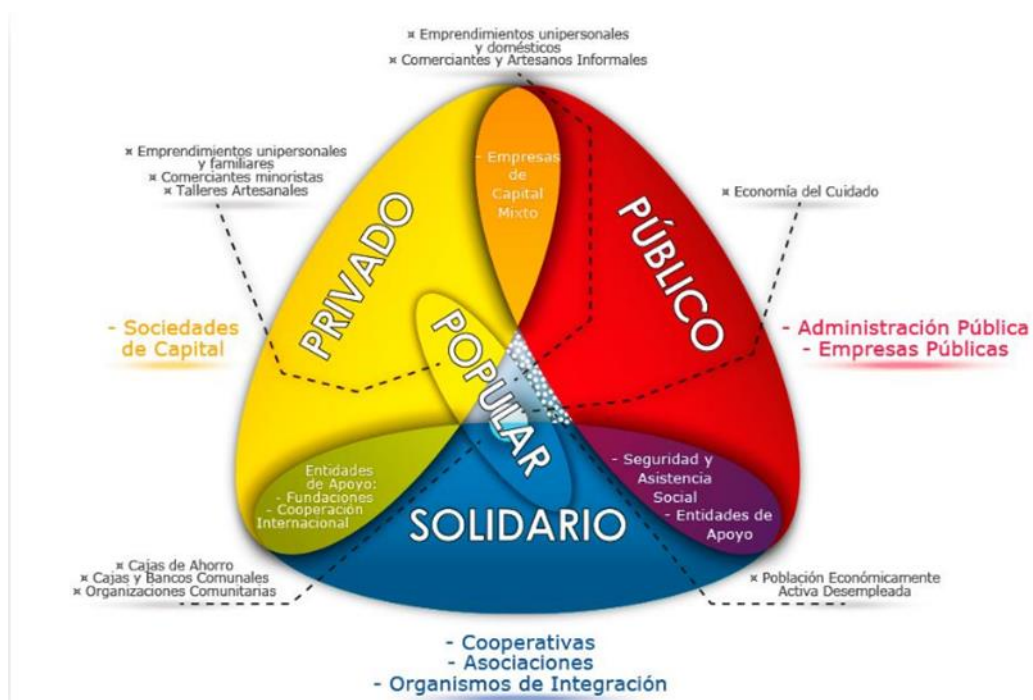 ¤ Emprendimientos unipersonales
y domésticos
¤ Comerciantes y Artesanos Informales
¤ Emprendimientos unipersonales
y familiares
¤ Comerciantes minoristas
¤ Talleres Artesanales
- Empresas
de
Capital
Mixto
¤ Economía del Cuidado
PRIVADO
PÚBLICO
- Sociedades
de Capital
- Administración Pública
- Empresas Públicas
POPULAR
Entidades
de Apoyo:
- Fundaciones
- Cooperación
Internacional
- Seguridad y
Asistencia
Social
- Entidades de
Apoyo
SOLIDARIO
¤ Cajas de Ahorro
¤ Cajas y Bancos Comunales
¤ Organizaciones Comunitarias
¤ Población Económicamente
Activa Desempleada
- Cooperativas
- Asociaciones
- Organismos de Integración